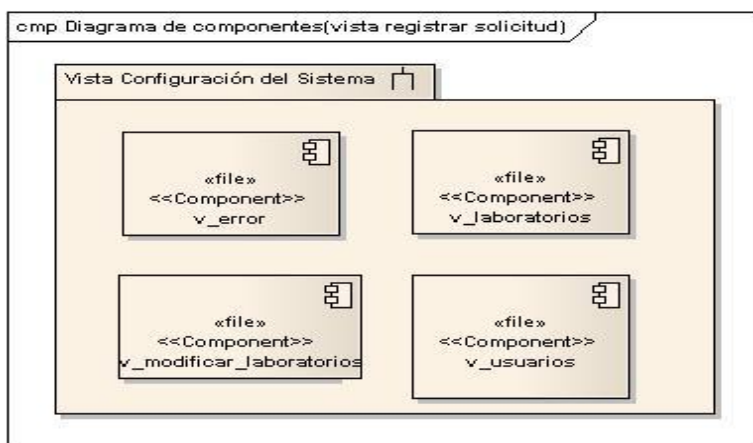 cmp Diagrama de componentes(vista registrar solicitud)
Vista Configuración del Sistema
«file»
<<Component>>
v_error
«file»
<<Component>>
v_laboratorios
«file»
<<Component>>
v_modificar_laboratorios
«file»
<<Component>>
v_usuarios